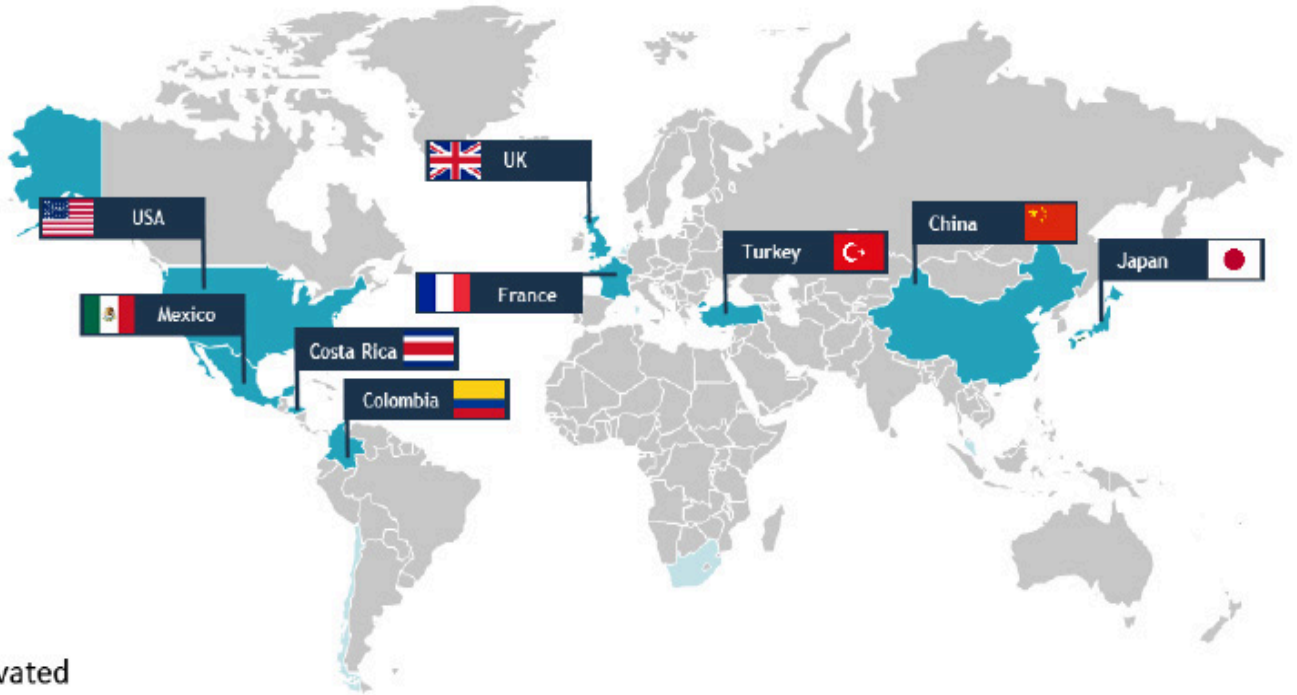 UK
USA
China
Turkey
Japan
France
Mexico
Costa Rica
Colombia
vated